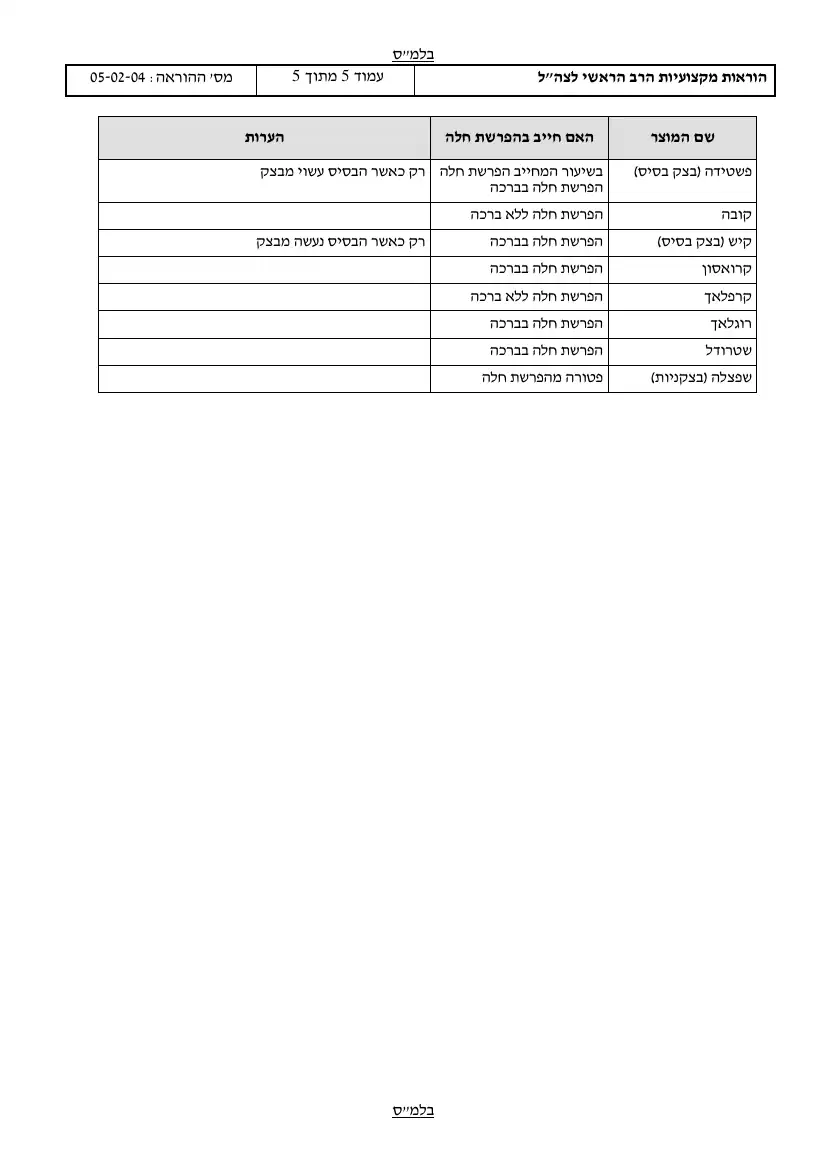 בלמ"ס
הוראות מקצועיות הרב הראשי לצה"ל עמוד 5 מתוך 5 מס' ההוראה: 05-02-04
שם המוצר האם חייב בהפרשת חלה הערות
פשטידה (בצק בסיס) בשיעור המחייב הפרשת חלה רק כאשר הבסיס עשוי מבצק
הפרשת חלה בברכה
קובה הפרשת חלה ללא ברכה
קיש (בצק בסיס) הפרשת חלה בברכה רק כאשר הבסיס נעשה מבצק
קרואסון הפרשת חלה בברכה
קרפלאך הפרשת חלה ללא ברכה
רוגלאך הפרשת חלה בברכה
שטרודל הפרשת חלה בברכה
שפצלה (בצקניות) פטורה מהפרשת חלה
בלמ"ס